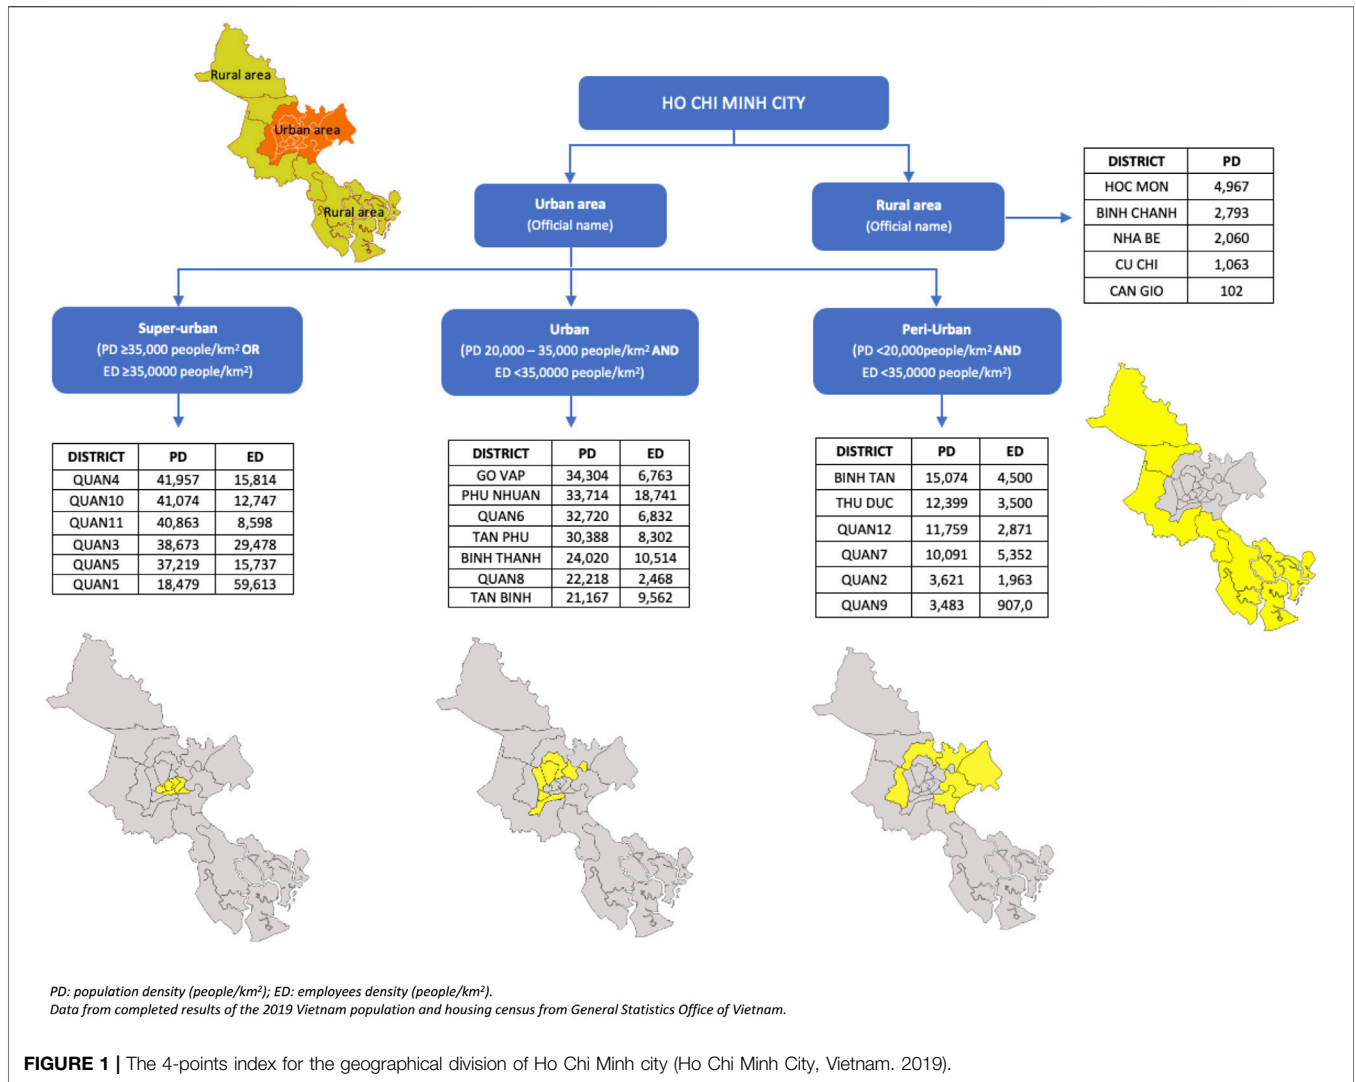 Rural area
Urban area
Rural area
HO CHI MINH CITY
Urban area
(Official name)
Rural area
(Official name)
DISTRICT PD
HOC MON 4,967
BINH CHANH 2,793
NHA BE 2,060
CU CHI 1,063
CAN GIO 102
Super-urban
(PD ≥35,000 people/km² OR
ED ≥35,0000 people/km²)
Urban
(PD 20,000 – 35,000 people/km² AND
ED <35,0000 people/km²)
Peri-Urban
(PD <20,000people/km² AND
ED <35,0000 people/km²)
DISTRICT PD ED
QUAN4 41,957 15,814
QUAN10 41,074 12,747
QUAN11 40,863 8,598
QUAN3 38,673 29,478
QUAN5 37,219 15,737
QUAN1 18,479 59,613
DISTRICT PD ED
GO VAP 34,304 6,763
PHU NHUAN 33,714 18,741
QUAN6 32,720 6,832
TAN PHU 30,388 8,302
BINH THANH 24,020 10,514
QUAN8 22,218 2,468
TAN BINH 21,167 9,562
DISTRICT PD ED
BINH TAN 15,074 4,500
THU DUC 12,399 3,500
QUAN12 11,759 2,871
QUAN7 10,091 5,352
QUAN2 3,621 1,963
QUAN9 3,483 907,0
PD: population density (people/km²); ED: employees density (people/km²).
Data from completed results of the 2019 Vietnam population and housing census from General Statistics Office of Vietnam.
FIGURE 1 | The 4-points index for the geographical division of Ho Chi Minh city (Ho Chi Minh City, Vietnam. 2019).